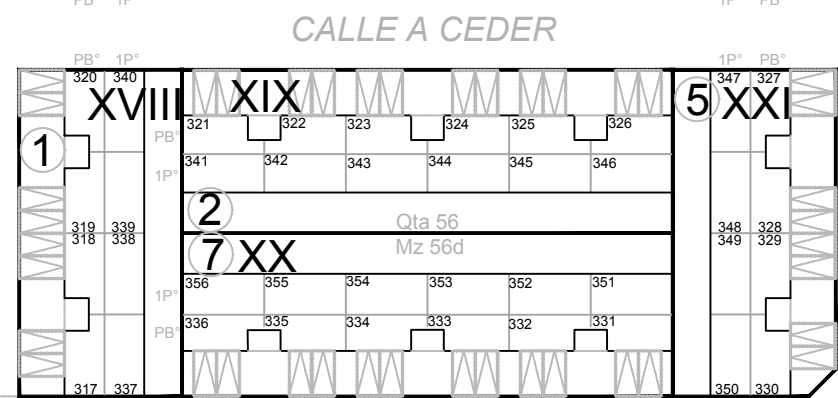 PB° 1P° 1P° PB°
CALLE A CEDER
PB° 1P° 1P° PB°
320 340 347 327
XVIII XIX 5 XXI
321 322 323 324 325 326
PB°
1
341 342 343 344 345 346
1P°
2 Qta 56
319 339 348 328
318 338 349 329
7 XX Mz 56d
356 355 354 353 352 351
1P°
336 335 334 333 332 331
PB°
317 337 350 330